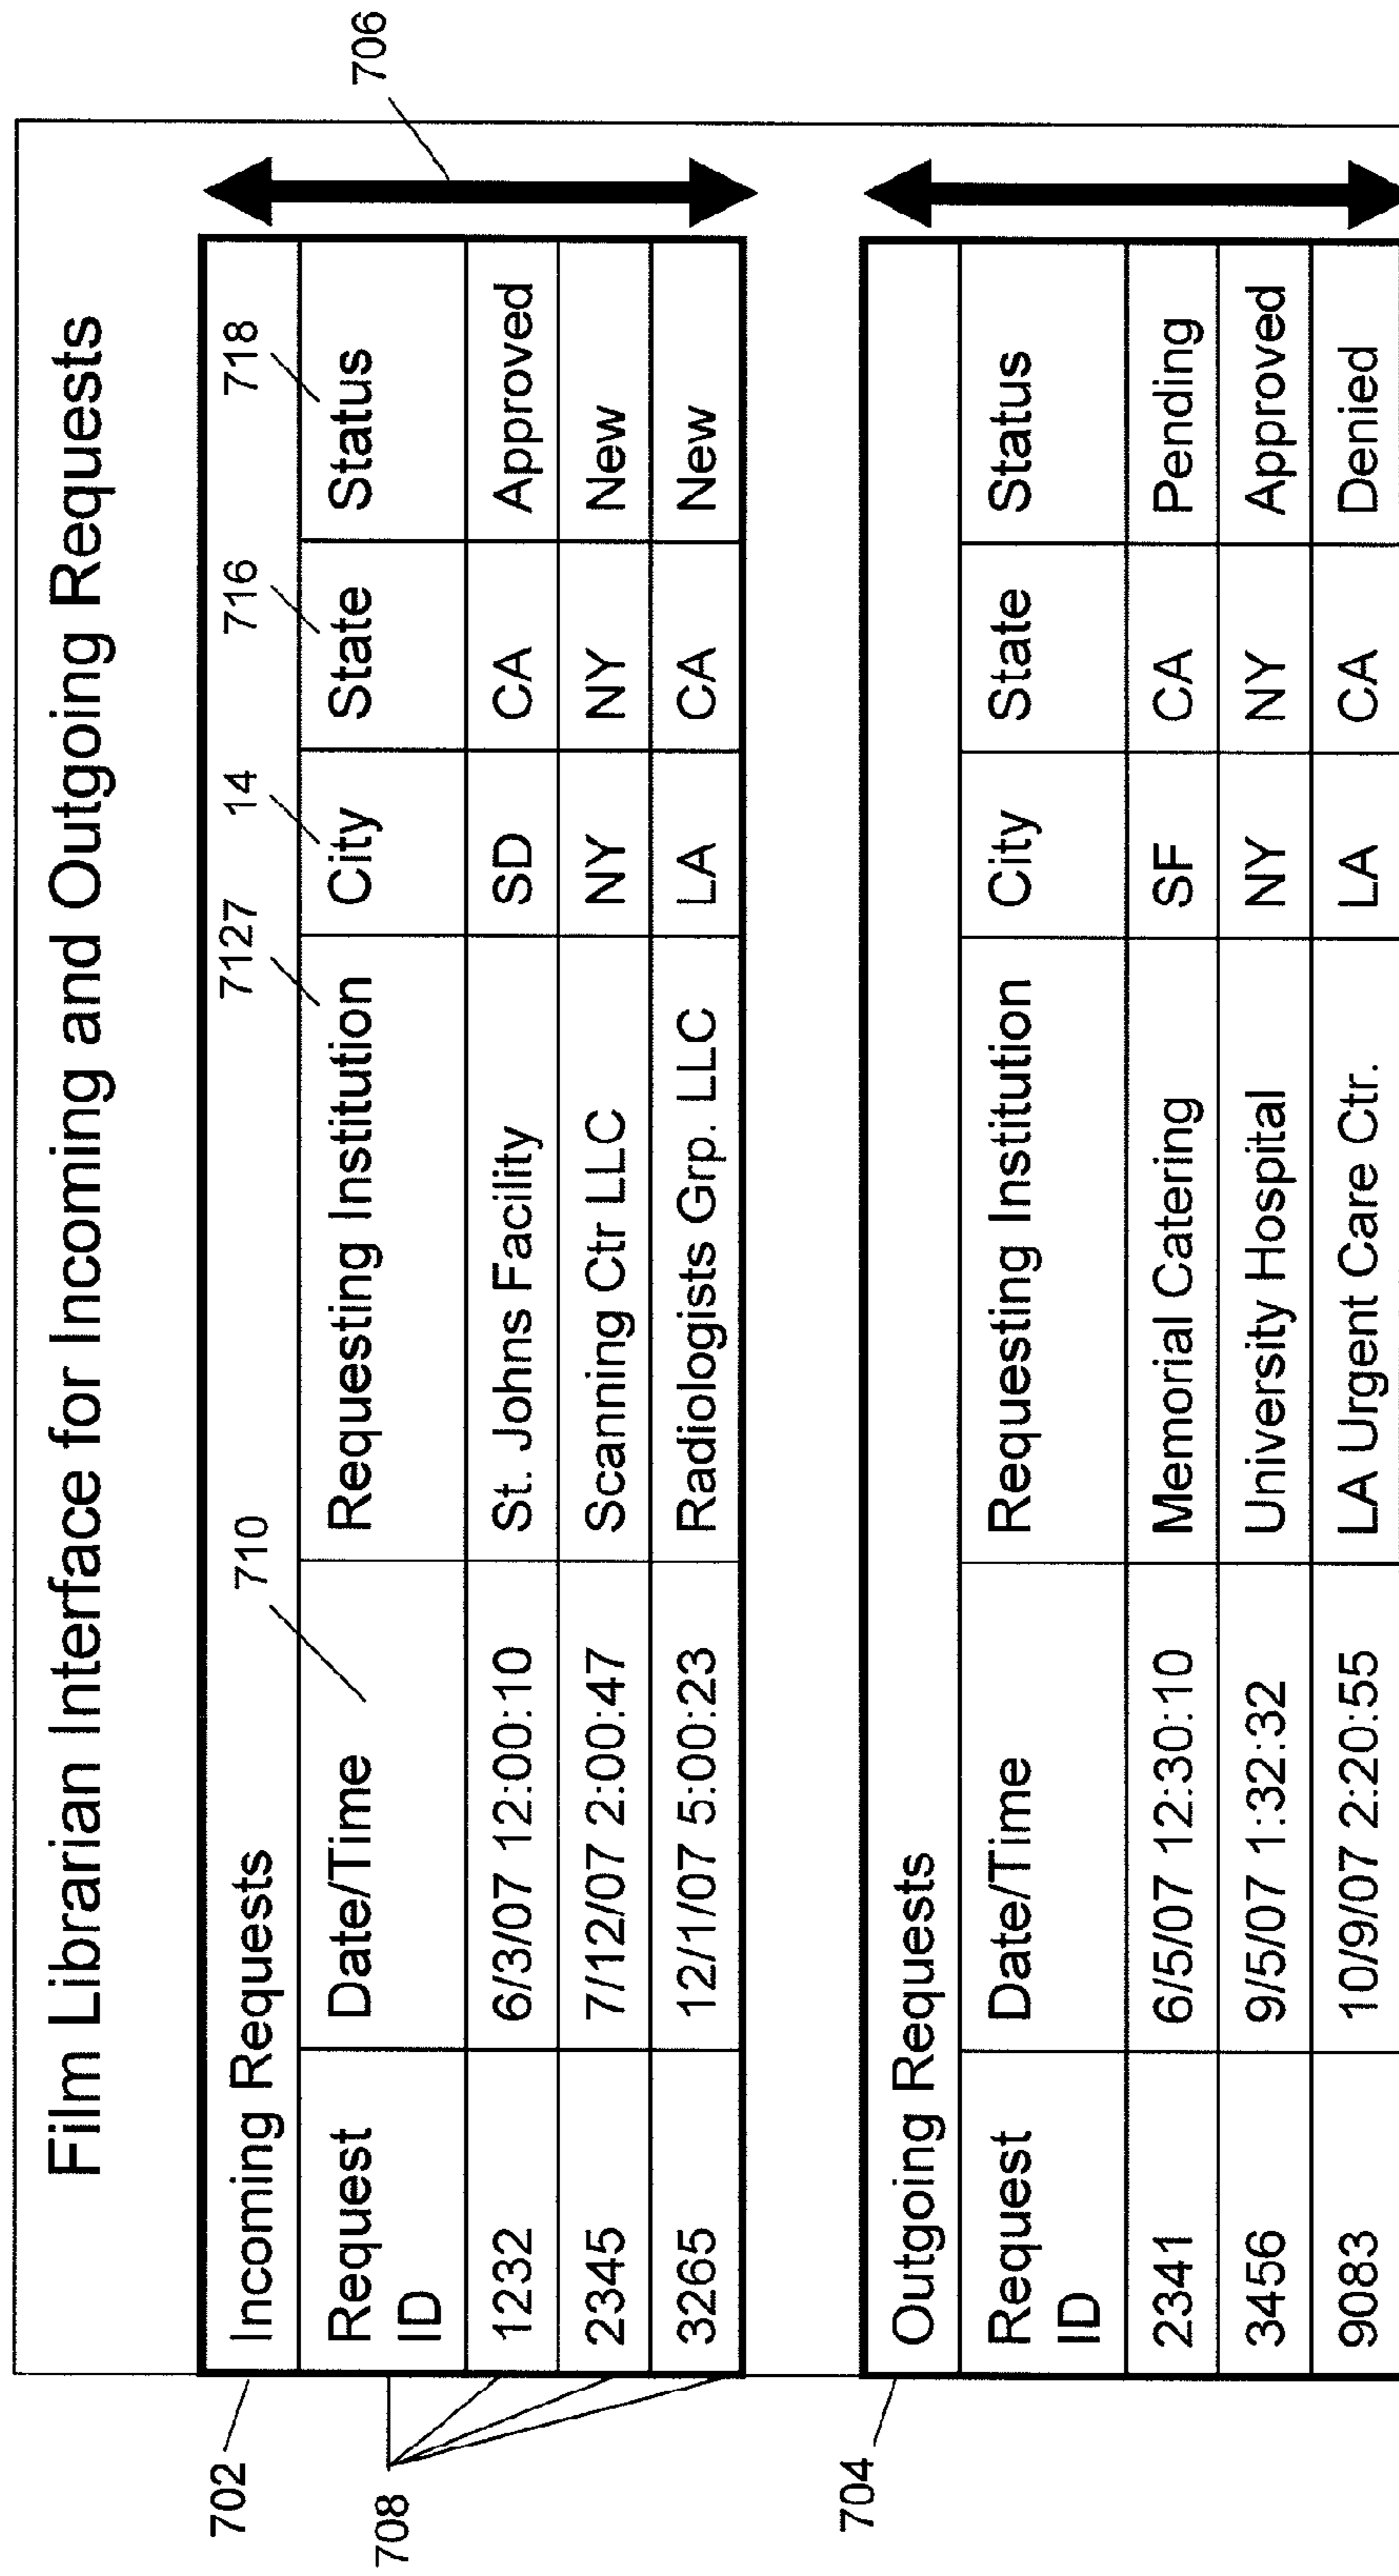 Film Librarian Interface for Incoming and Outgoing Requests
702
Incoming Requests
710
7127
14
716
718
706
708
Request ID Date/Time Requesting Institution City State Status
1232 6/3/07 12:00:10 St. Johns Facility SD CA Approved
2345 7/12/07 2:00:47 Scanning Ctr LLC NY NY New
3265 12/1/07 5:00:23 Radiologists Grp. LLC LA CA New
704
Outgoing Requests
Request ID Date/Time Requesting Institution City State Status
2341 6/5/07 12:30:10 Memorial Catering SF CA Pending
3456 9/5/07 1:32:32 University Hospital NY NY Approved
9083 10/9/07 2:20:55 LA Urgent Care Ctr. LA CA Denied